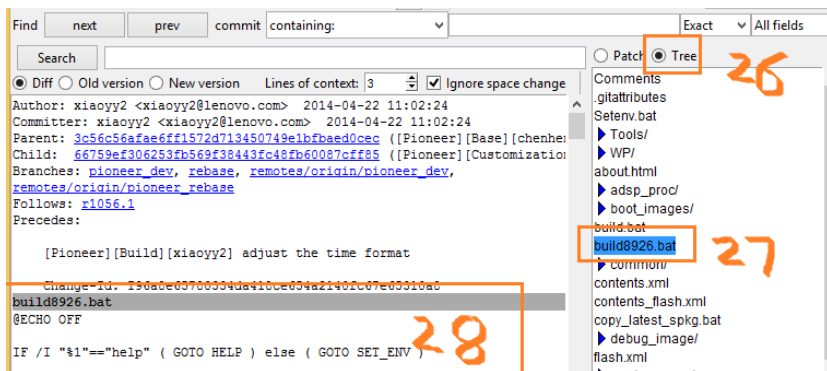 Find next prev commit containing: Exact All fields
Search
Patch Tree
26
Diff Old version New version Lines of context: 3 Ignore space change
Author: xiaoyy2 <xiaoyy2@lenovo.com> 2014-04-22 11:02:24
Committer: xiaoyy2 <xiaoyy2@lenovo.com> 2014-04-22 11:02:24
Parent: 3c56c56afae6ff1572d713450749e1bfbaed0cec ([Pioneer][Base][chenhe
Child: 66759ef306253fb569f38443fc48fb60087cff85 ([Pioneer][Customization
Branches: pioneer_dev, rebase, remotes/origin/pioneer_dev,
remotes/origin/pioneer_rebase
Follows: r1056.1
Precedes:
[Pioneer][Build][xiaoyy2] adjust the time format
build8926.bat
@ECHO OFF
IF /I "%1"=="help" ( GOTO HELP ) else ( GOTO SET_ENV )
28
Comments
.gitattributes
Setenv.bat
Tools/
WP/
about.html
adsp_proc/
boot_images/
build.bat
build8926.bat
27
common/
contents.xml
contents_flash.xml
copy_latest_spkg.bat
debug_image/
flash.xml